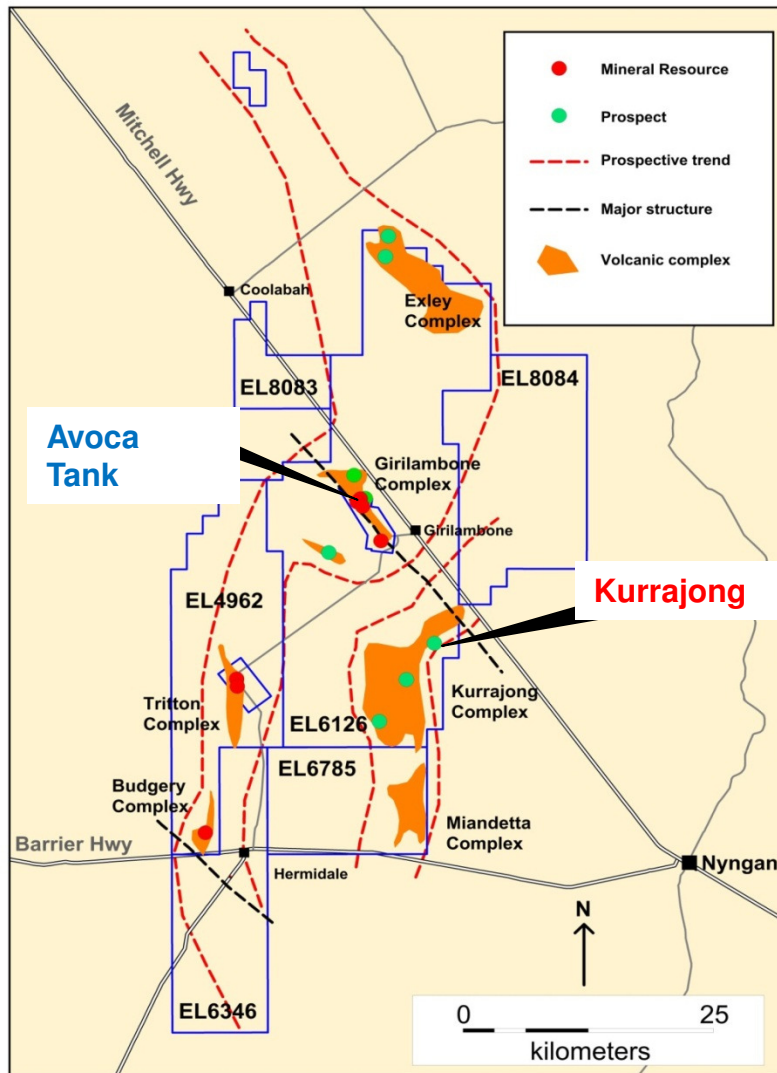 Mineral Resource
Prospect
Prospective trend
Major structure
Volcanic complex
Mitchell Hwy
Coolabah
Exley
Complex
EL8083
EL8084
Avoca
Tank
Girilambone
Complex
Girilambone
EL4962
Kurrajong
Tritton
Complex
EL6126
Kurrajong
Complex
EL6785
Budgery
Complex
Miandetta
Complex
Barrier Hwy
Hermidale
Nyngan
N
EL6346
0 25
kilometers